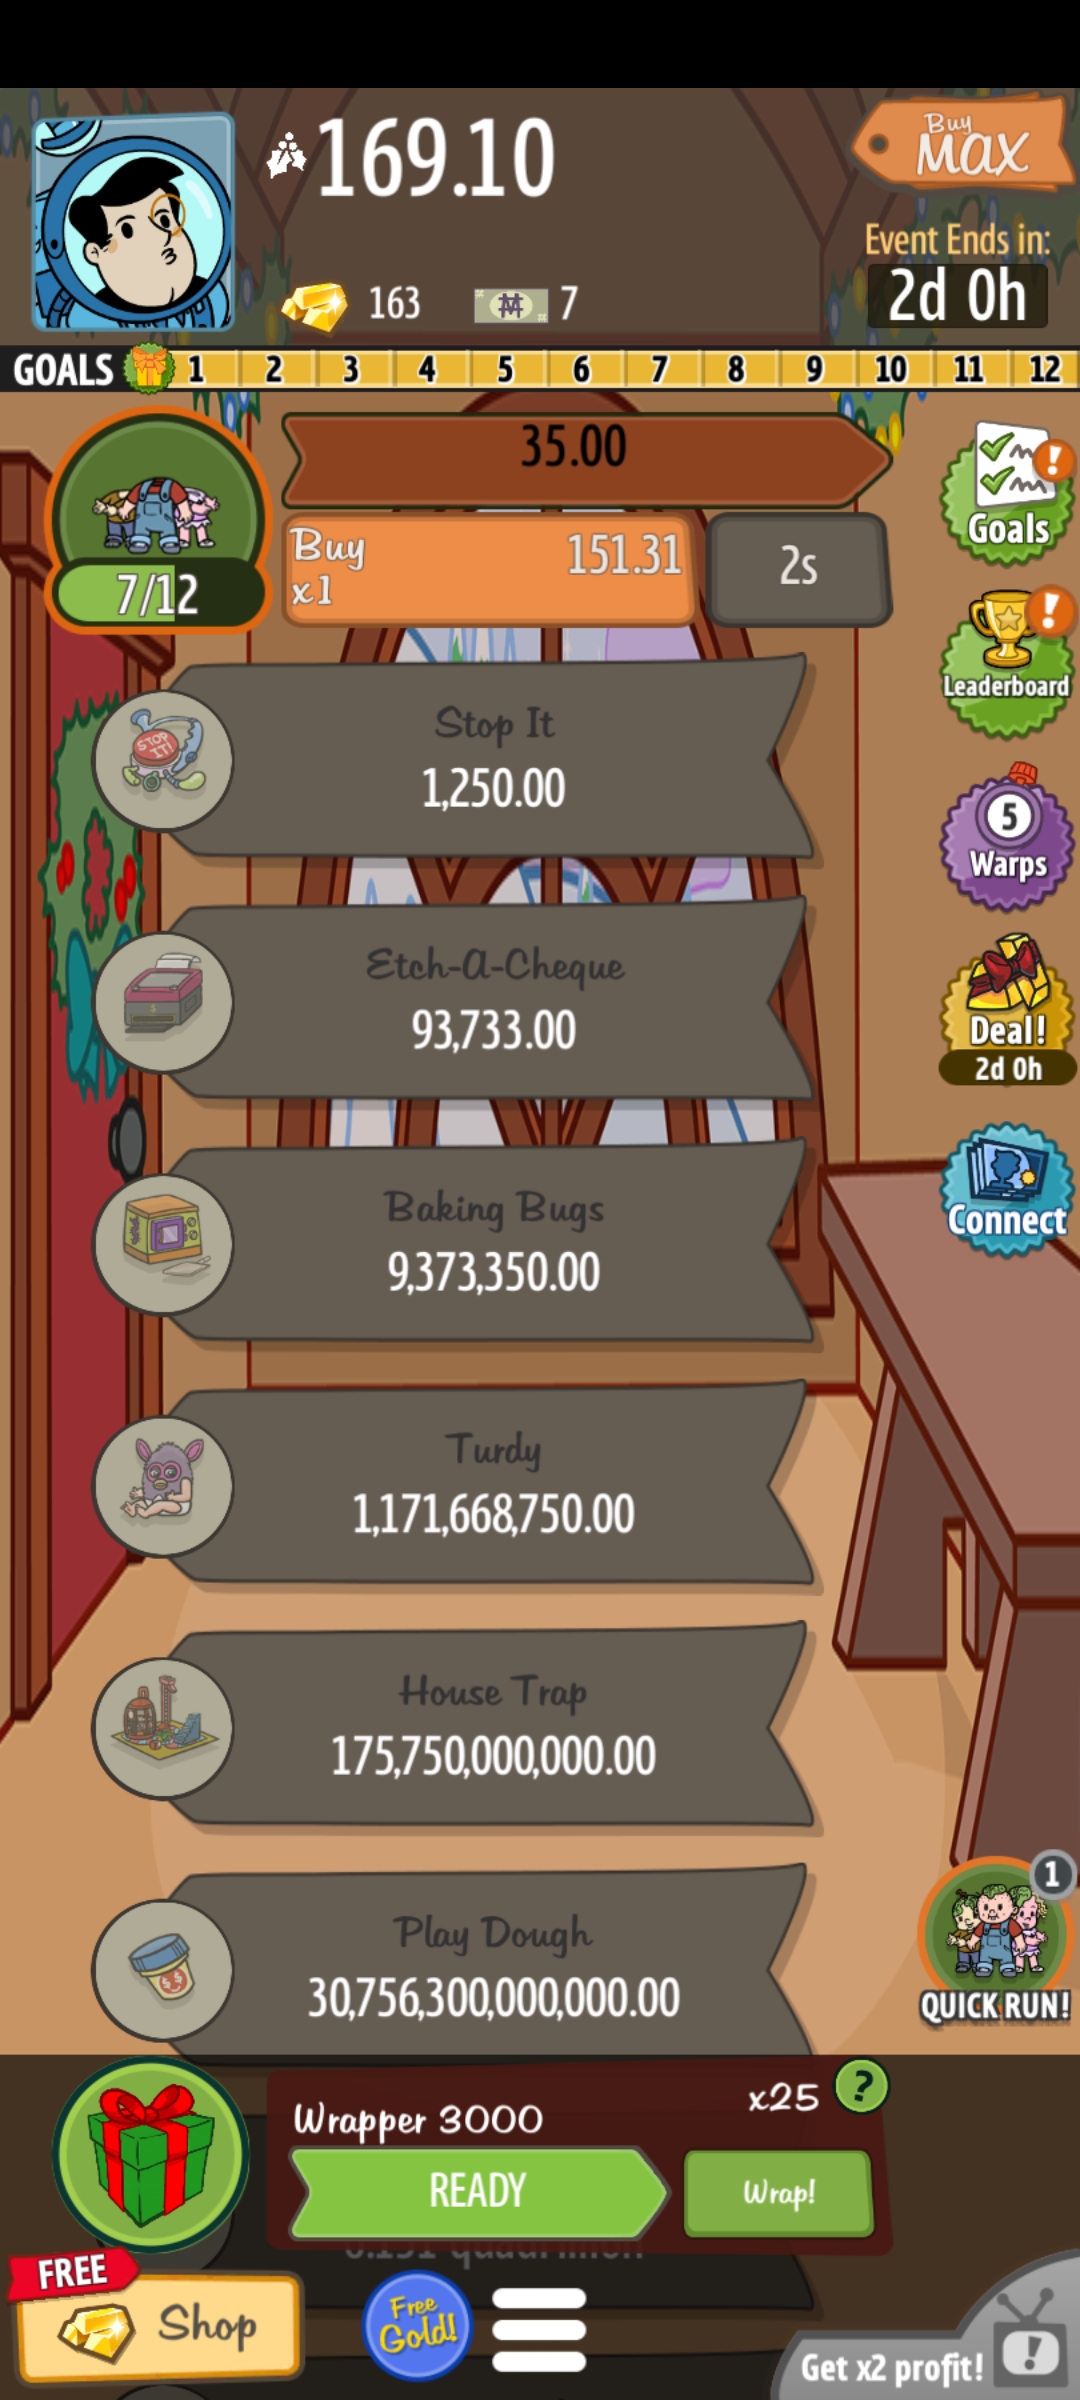 169.10
Buy
MAX
Event Ends in:
2d 0h
163
7
GOALS 1 2 3 4 5 6 7 8 9 10 11 12
35.00
Buy
x1
151.31
2s
7/12
Goals
Leaderboard
Stop It
1,250.00
STOP
IT!
5
Warps
Etch-A-Cheque
93,733.00
Deal!
2d 0h
Baking Bugs
9,373,350.00
Connect
Turdy
1,171,668,750.00
House Trap
175,750,000,000.00
Play Dough
30,756,300,000,000.00
1
QUICK RUN!
Wrapper 3000
x25
?
READY
Wrap!
FREE
Shop
Free
Gold!
Get x2 profit!